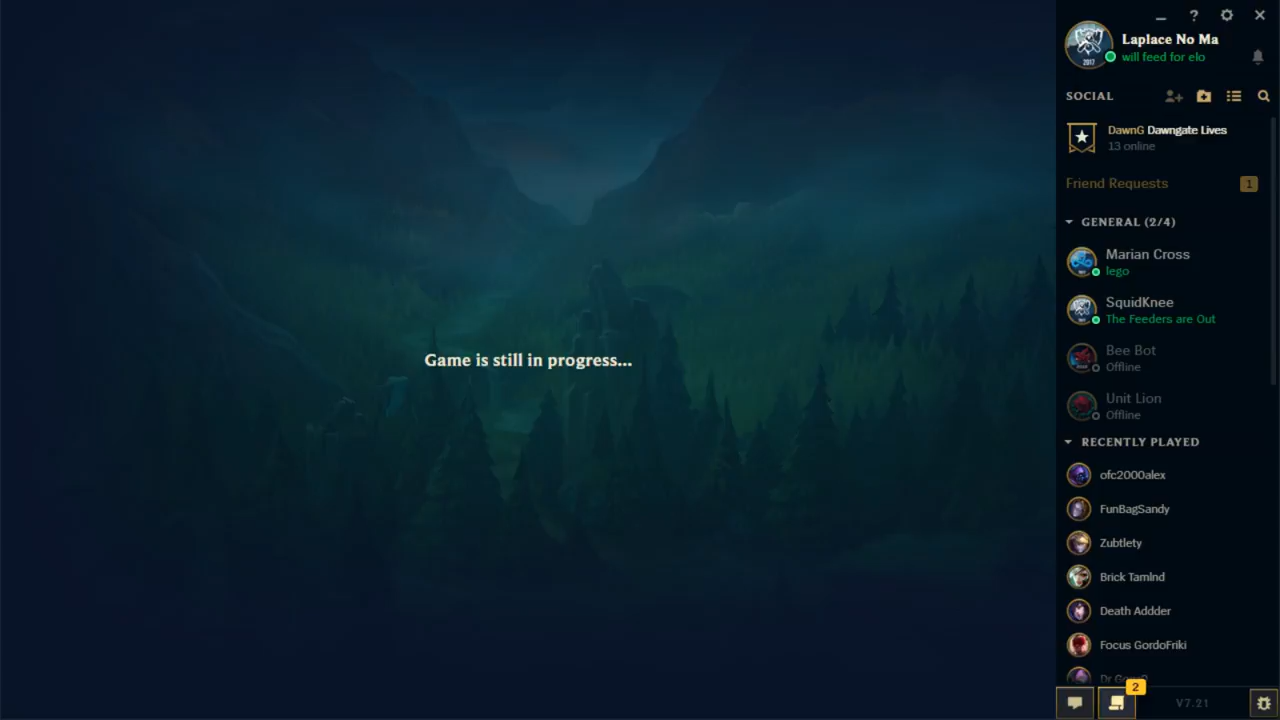 ?
Laplace No Ma
2017
will feed for elo
SOCIAL
DawnG Dawngate Lives
13 online
Friend Requests
1
GENERAL (2/4)
Marian Cross
lego
SquidKnee
The Feeders are Out
Bee Bot
Offline
Unit Lion
Offline
Game is still in progress...
RECENTLY PLAYED
ofc2000alex
FunBagSandy
Zubtlety
Brick Tamlnd
Death Addder
Focus GordoFriki
2
V7.21